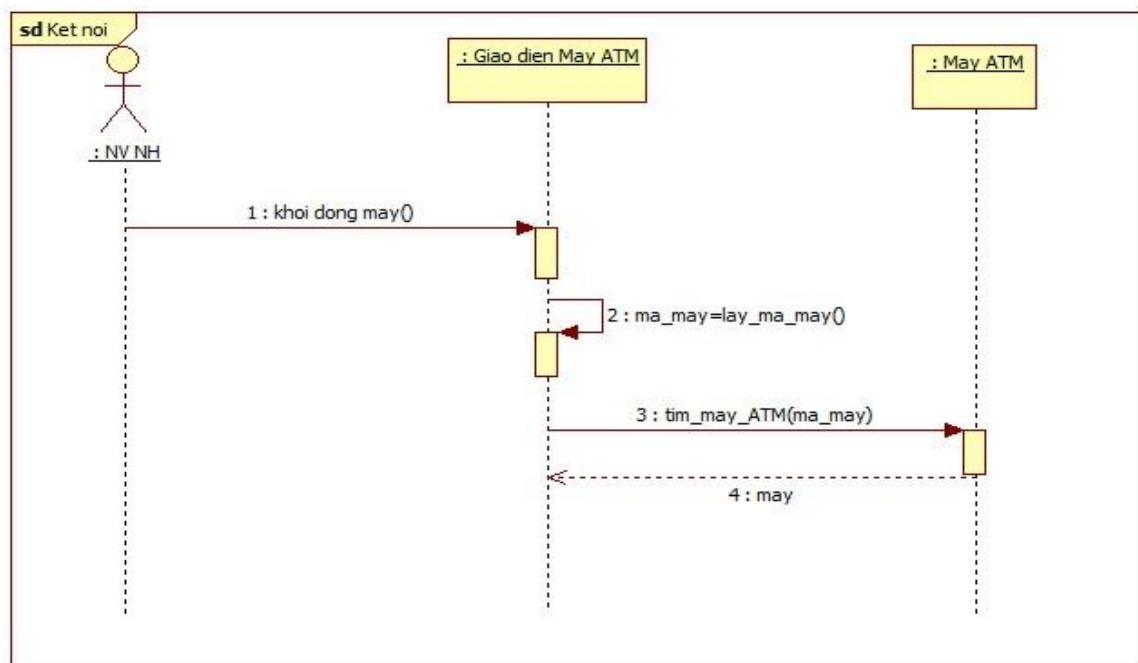 sd Ket noi
: Giao dien May ATM
: May ATM
: NV NH
1 : khoi dong may()
2 : ma_may=lay_ma_may()
3 : tim_may_ATM(ma_may)
4 : may